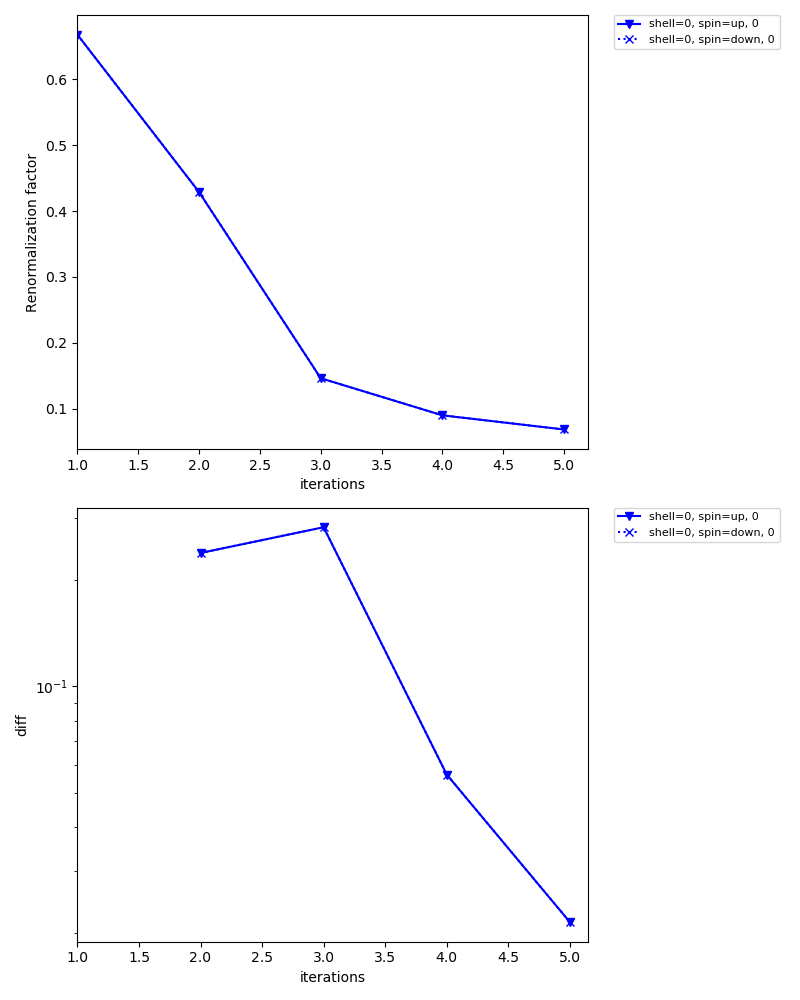 0.6
0.5
0.4
0.3
0.2
0.1
Renormalization factor
1.0 1.5 2.0 2.5 3.0 3.5 4.0 4.5 5.0
iterations
shell=0, spin=up, 0
shell=0, spin=down, 0
10⁻¹
diff
1.0 1.5 2.0 2.5 3.0 3.5 4.0 4.5 5.0
iterations
shell=0, spin=up, 0
shell=0, spin=down, 0